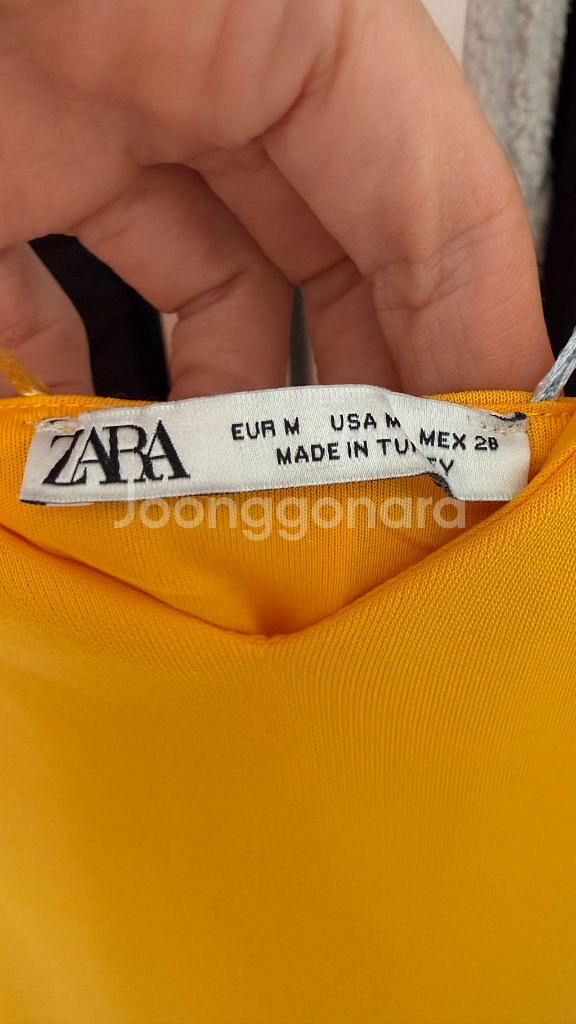 ZARA
EUR M USA M MEX 28
MADE IN TU EY
Joonggonara